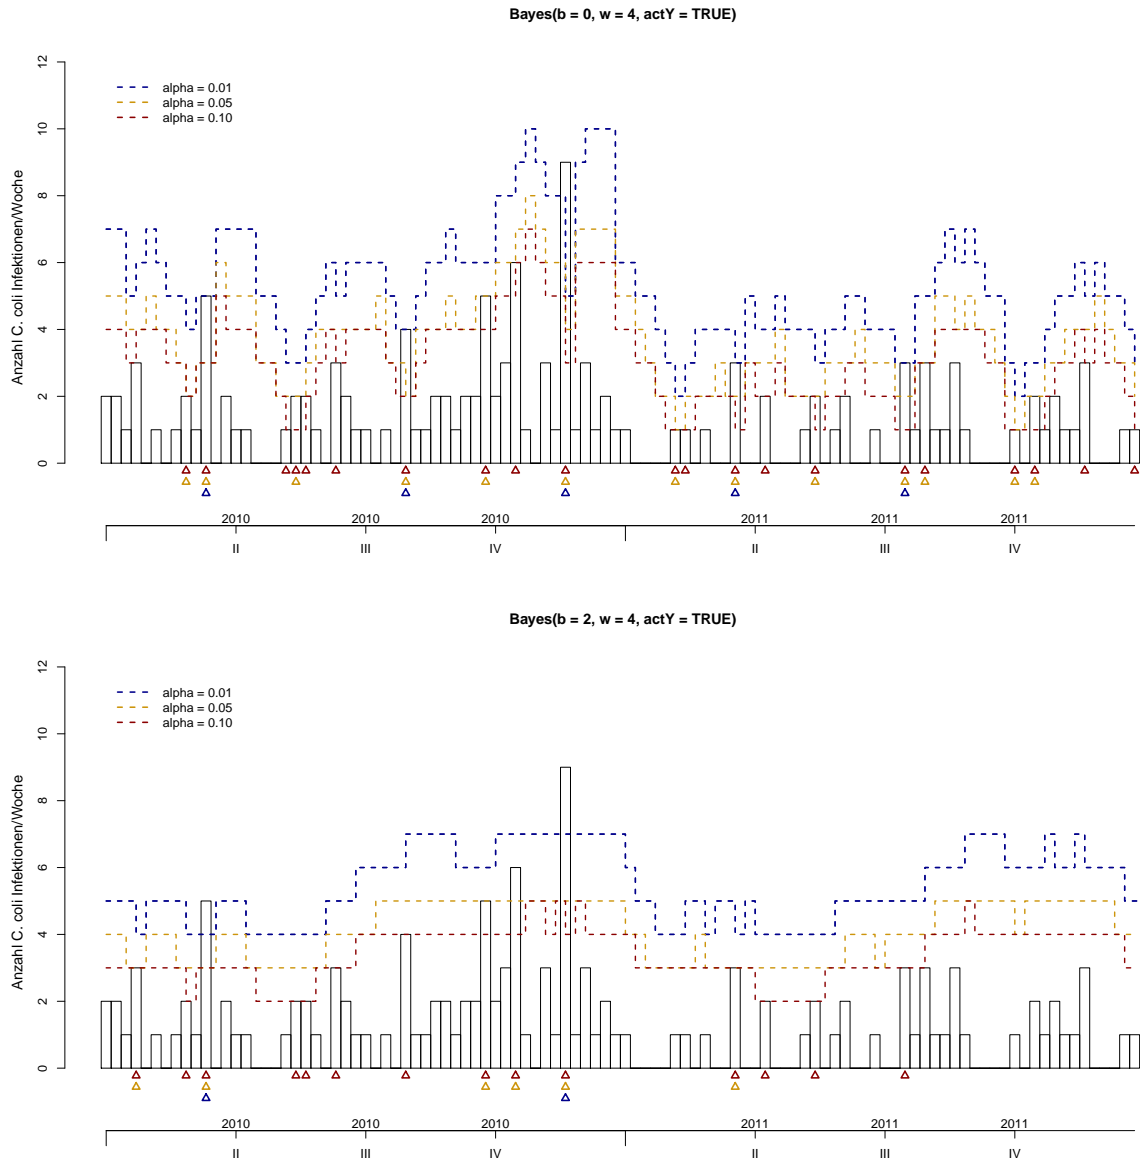 Bayes(b = 0, w = 4, actY = TRUE)
Anzahl C. coli Infektionen/Woche
12
10
8
6
4
2
0
alpha = 0.01
alpha = 0.05
alpha = 0.10
2010 2010 2010 2011 2011 2011
II III IV II III IV
Bayes(b = 2, w = 4, actY = TRUE)
Anzahl C. coli Infektionen/Woche
12
10
8
6
4
2
0
alpha = 0.01
alpha = 0.05
alpha = 0.10
2010 2010 2010 2011 2011 2011
II III IV II III IV